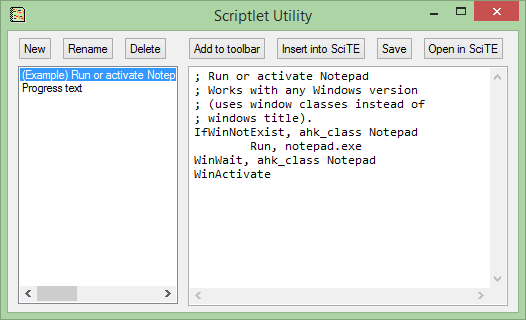 Scriptlet Utility
New Rename Delete Add to toolbar Insert into SciTE Save Open in SciTE
(Example) Run or activate Notep
Progress text
; Run or activate Notepad
; Works with any Windows version
; (uses window classes instead of
; windows title).
IfWinNotExist, ahk_class Notepad
Run, notepad.exe
WinWait, ahk_class Notepad
WinActivate